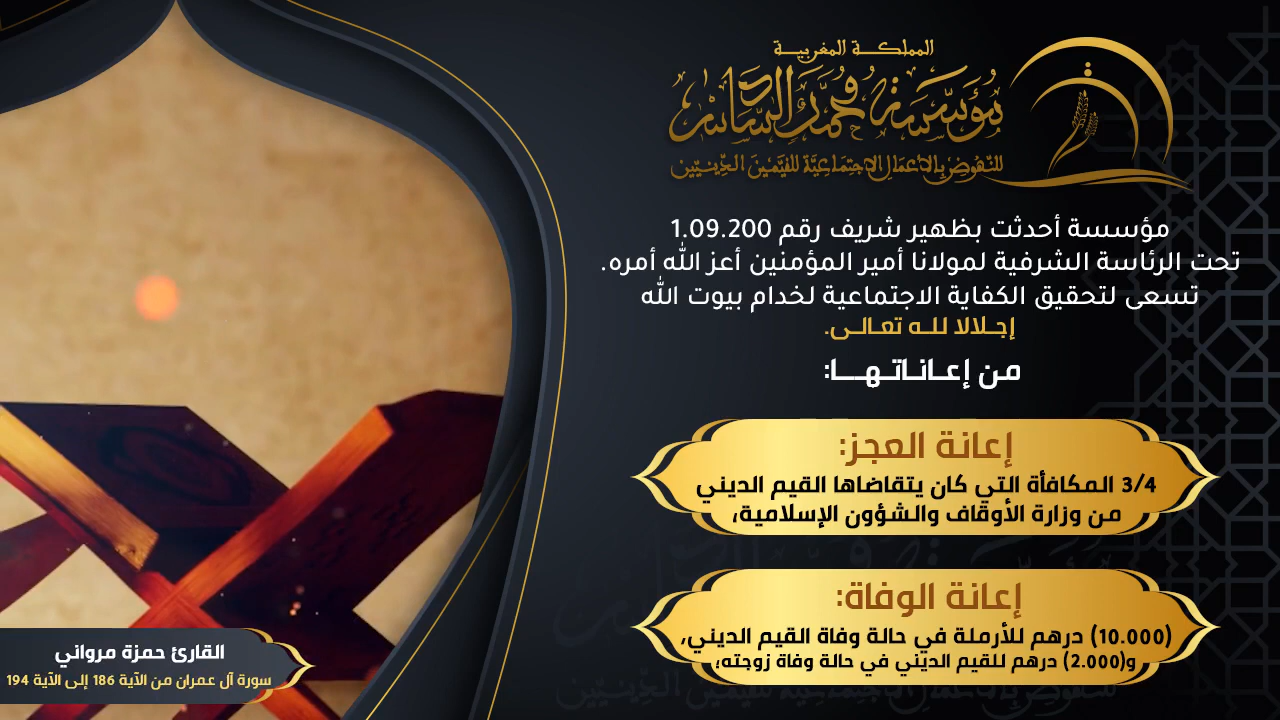 المملكة المغربية
مؤسسة محمد السادس
للنهوض بالأعمال الاجتماعية للقيمين الدينيين
مؤسسة أحدثت بظهير شريف رقم 1.09.200
تحت الرئاسة الشرفية لمولانا أمير المؤمنين أعز الله أمره.
تسعى لتحقيق الكفاية الاجتماعية لخدام بيوت الله
إجلالا لله تعالى.
من إعاناتها:
إعانة العجز:
3/4 المكافأة التي كان يتقاضاها القيم الديني
من وزارة الأوقاف والشؤون الإسلامية،
إعانة الوفاة:
(10.000) درهم للأرملة في حالة وفاة القيم الديني،
و(2.000) درهم للقيم الديني في حالة وفاة زوجته،
القارئ حمزة مرواني
سورة آل عمران من الآية 186 إلى الآية 194